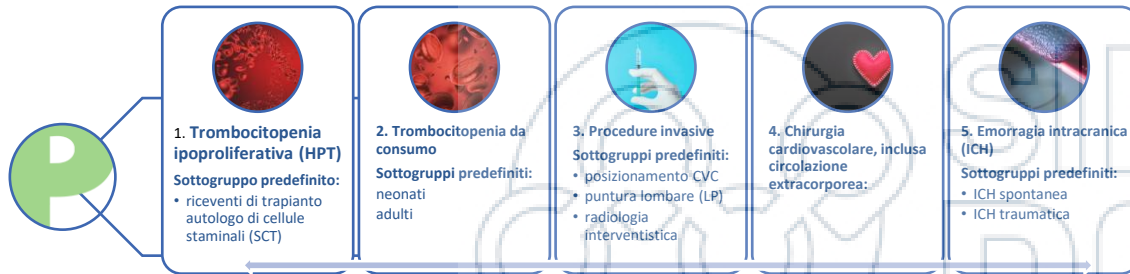 P
1. Trombocitopenia
ipoproliferativa (HPT)
Sottogruppo predefinito:
• riceventi di trapianto
autologo di cellule
staminali (SCT)
2. Trombocitopenia da
consumo
Sottogruppi predefiniti:
neonati
adulti
3. Procedure invasive
Sottogruppi predefiniti:
• posizionamento CVC
• puntura lombare (LP)
• radiologia
interventistica
4. Chirurgia
cardiovascolare, inclusa
circolazione
extracorporea:
5. Emorragia intracranica
(ICH)
Sottogruppi predefiniti:
• ICH spontanea
• ICH traumatica